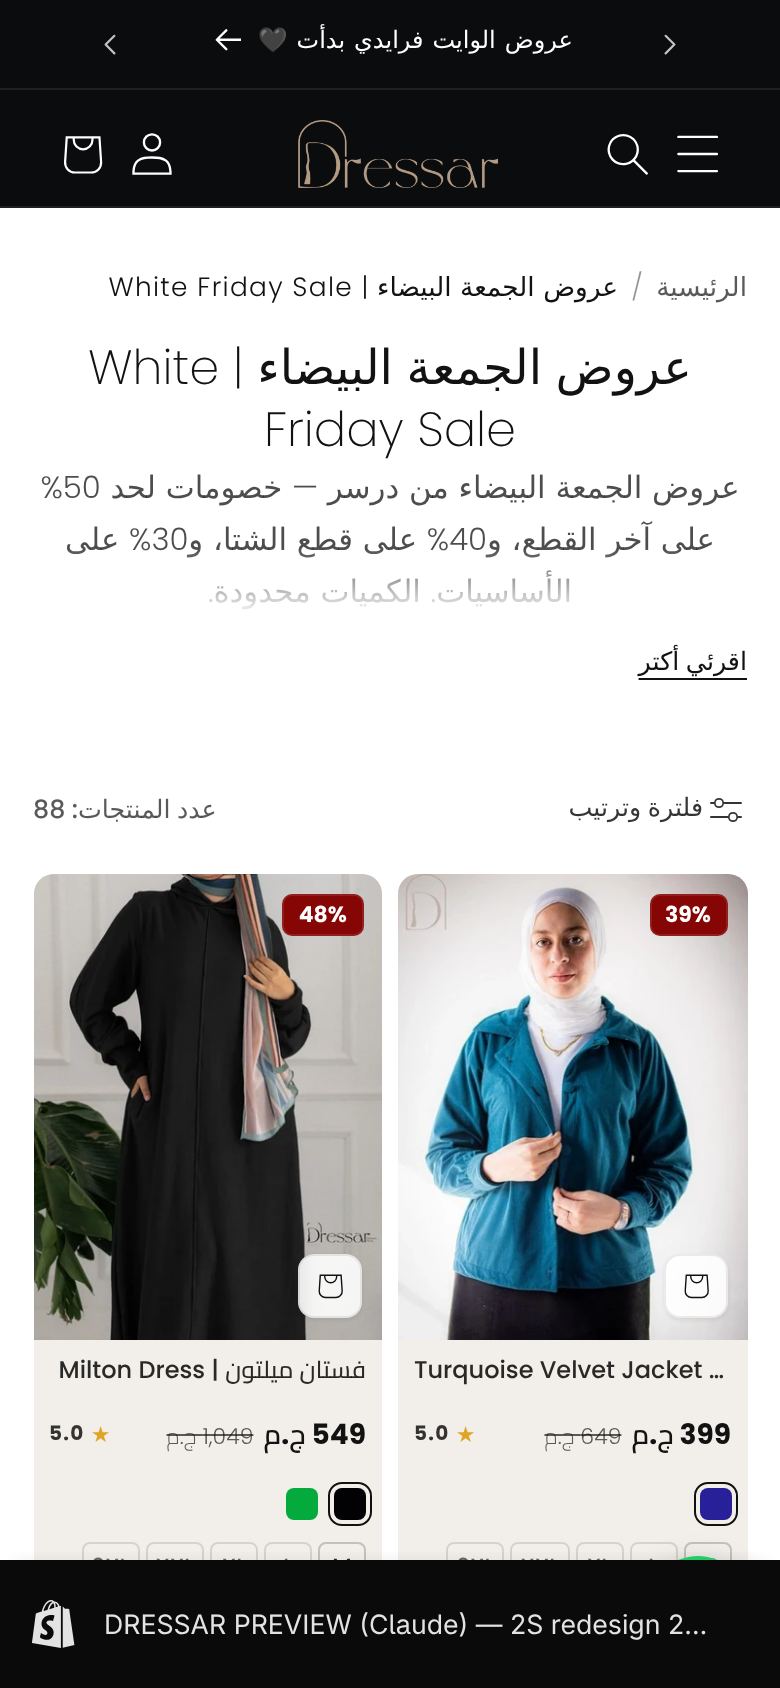 عروض الوايت فرايدي بدأت 🖤 ←
Dressar
الرئيسية / عروض الجمعة البيضاء | White Friday Sale
عروض الجمعة البيضاء | White
Friday Sale
عروض الجمعة البيضاء من درسر — خصومات لحد 50%
على آخر القطع، و40% على قطع الشتا، و30% على
الأساسيات. الكميات محدودة.
اقرئي أكتر
فلترة وترتيب
عدد المنتجات: 88
39%
D
Turquoise Velvet Jacket ...
399 ج.م 649 ج.م
★ 5.0
48%
Dressar
فستان ميلتون | Milton Dress
549 ج.م 1,049 ج.م
★ 5.0
DRESSAR PREVIEW (Claude) — 2S redesign 2...